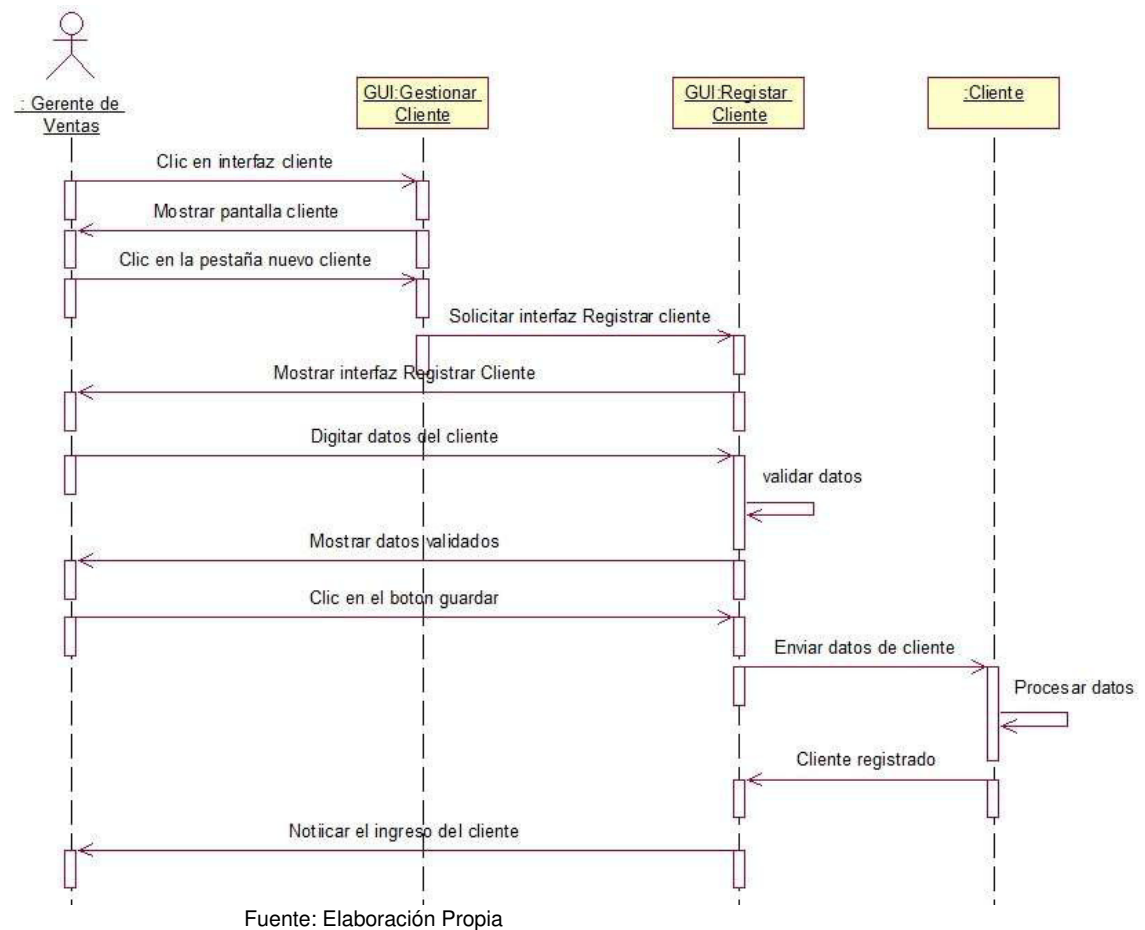 : Gerente de
Ventas
GUI:Gestionar
Cliente
GUI:Registar
Cliente
:Cliente
Clic en interfaz cliente
Mostrar pantalla cliente
Clic en la pestaña nuevo cliente
Solicitar interfaz Registrar cliente
Mostrar interfaz Registrar Cliente
Digitar datos del cliente
validar datos
Mostrar datos validados
Clic en el boton guardar
Enviar datos de cliente
Procesar datos
Cliente registrado
Notiicar el ingreso del cliente
Fuente: Elaboración Propia